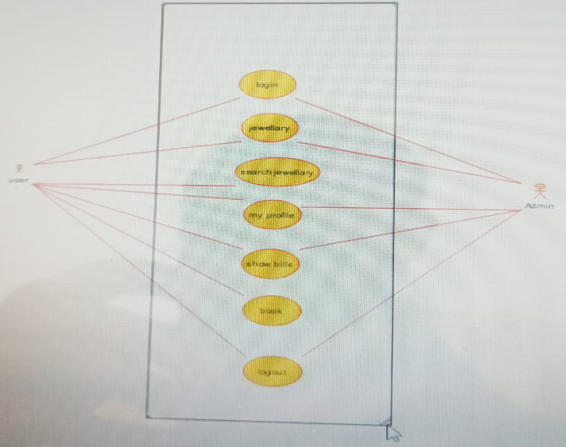 login
jewellary
search jewellary
user
Admin
my profile
show bills
book
logout